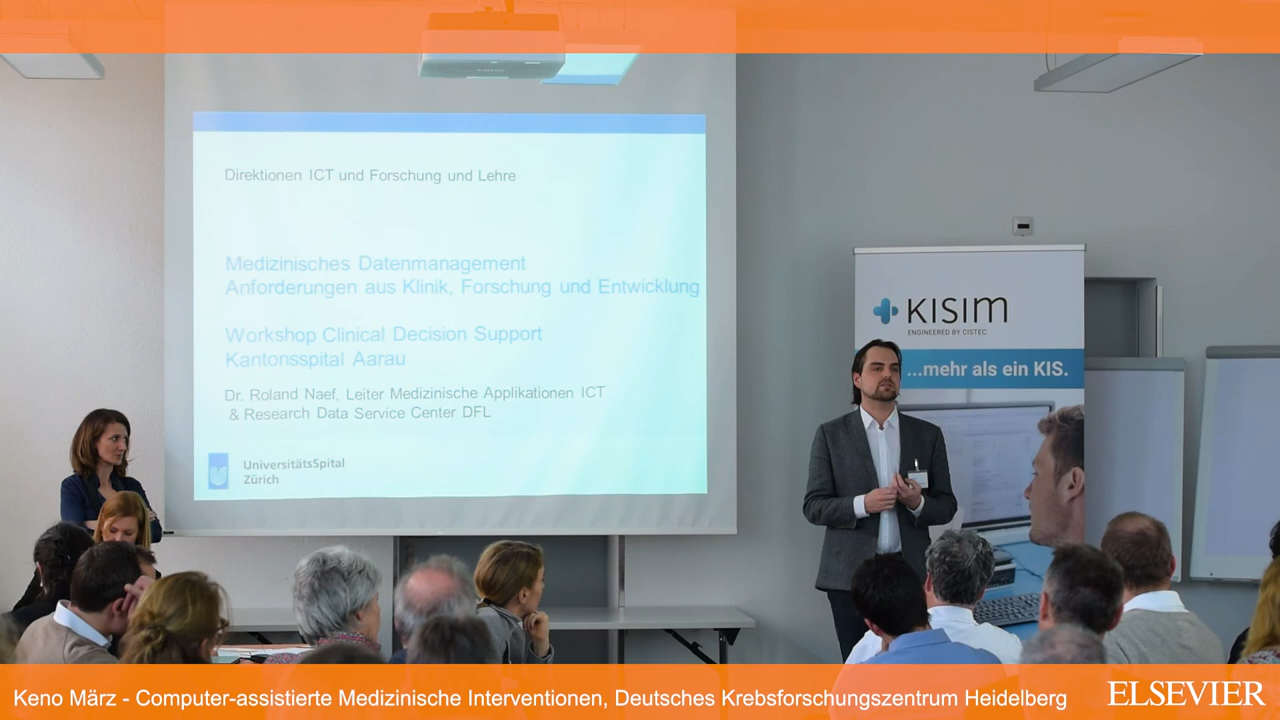 Direktionen ICT und Forschung und Lehre
Medizinisches Datenmanagement
Anforderungen aus Klinik, Forschung und Entwicklung
Workshop Clinical Decision Support
Kantonsspital Aarau
Dr. Roland Naef, Leiter Medizinische Applikationen ICT
& Research Data Service Center DFL
UniversitätsSpital
Zürich
KISIM
ENGINEERED BY CISTEC
...mehr als ein KIS.
Keno März - Computer-assistierte Medizinische Interventionen, Deutsches Krebsforschungszentrum Heidelberg
ELSEVIER